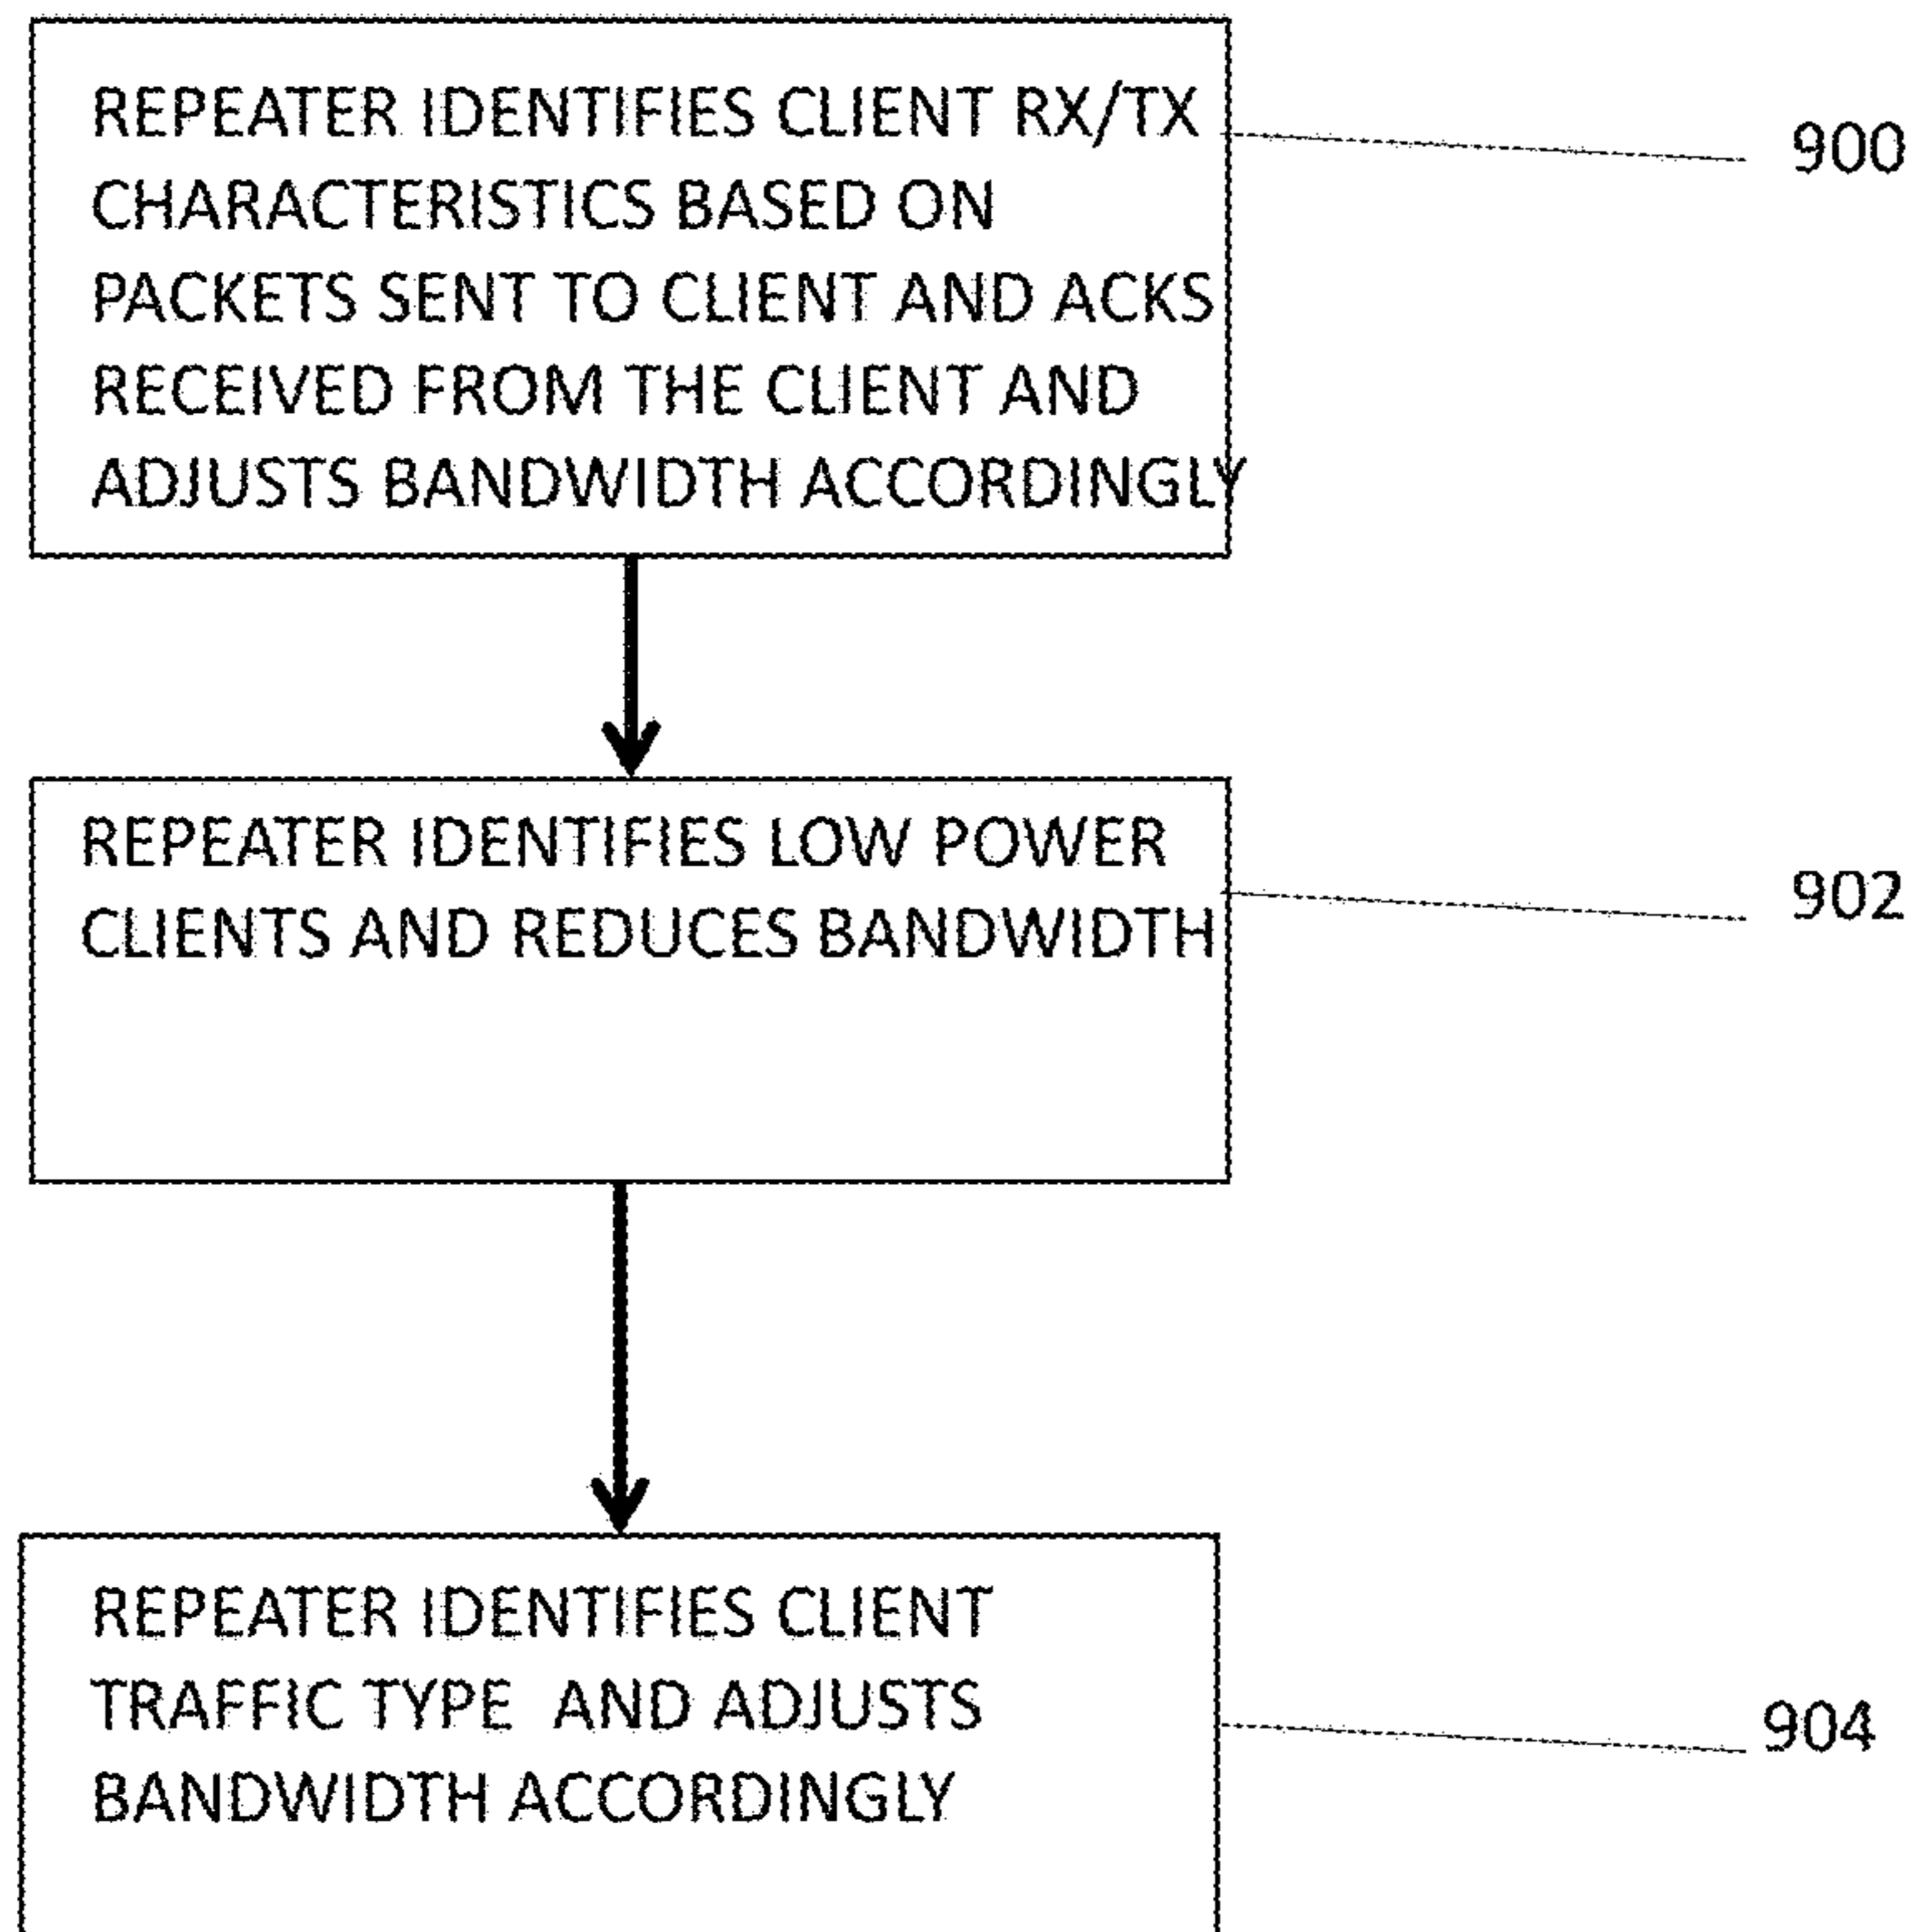 REPEATER IDENTIFIES CLIENT RX/TX
CHARACTERISTICS BASED ON
PACKETS SENT TO CLIENT AND ACKS
RECEIVED FROM THE CLIENT AND
ADJUSTS BANDWIDTH ACCORDINGLY
900
REPEATER IDENTIFIES LOW POWER
CLIENTS AND REDUCES BANDWIDTH
902
REPEATER IDENTIFIES CLIENT
TRAFFIC TYPE AND ADJUSTS
BANDWIDTH ACCORDINGLY
904